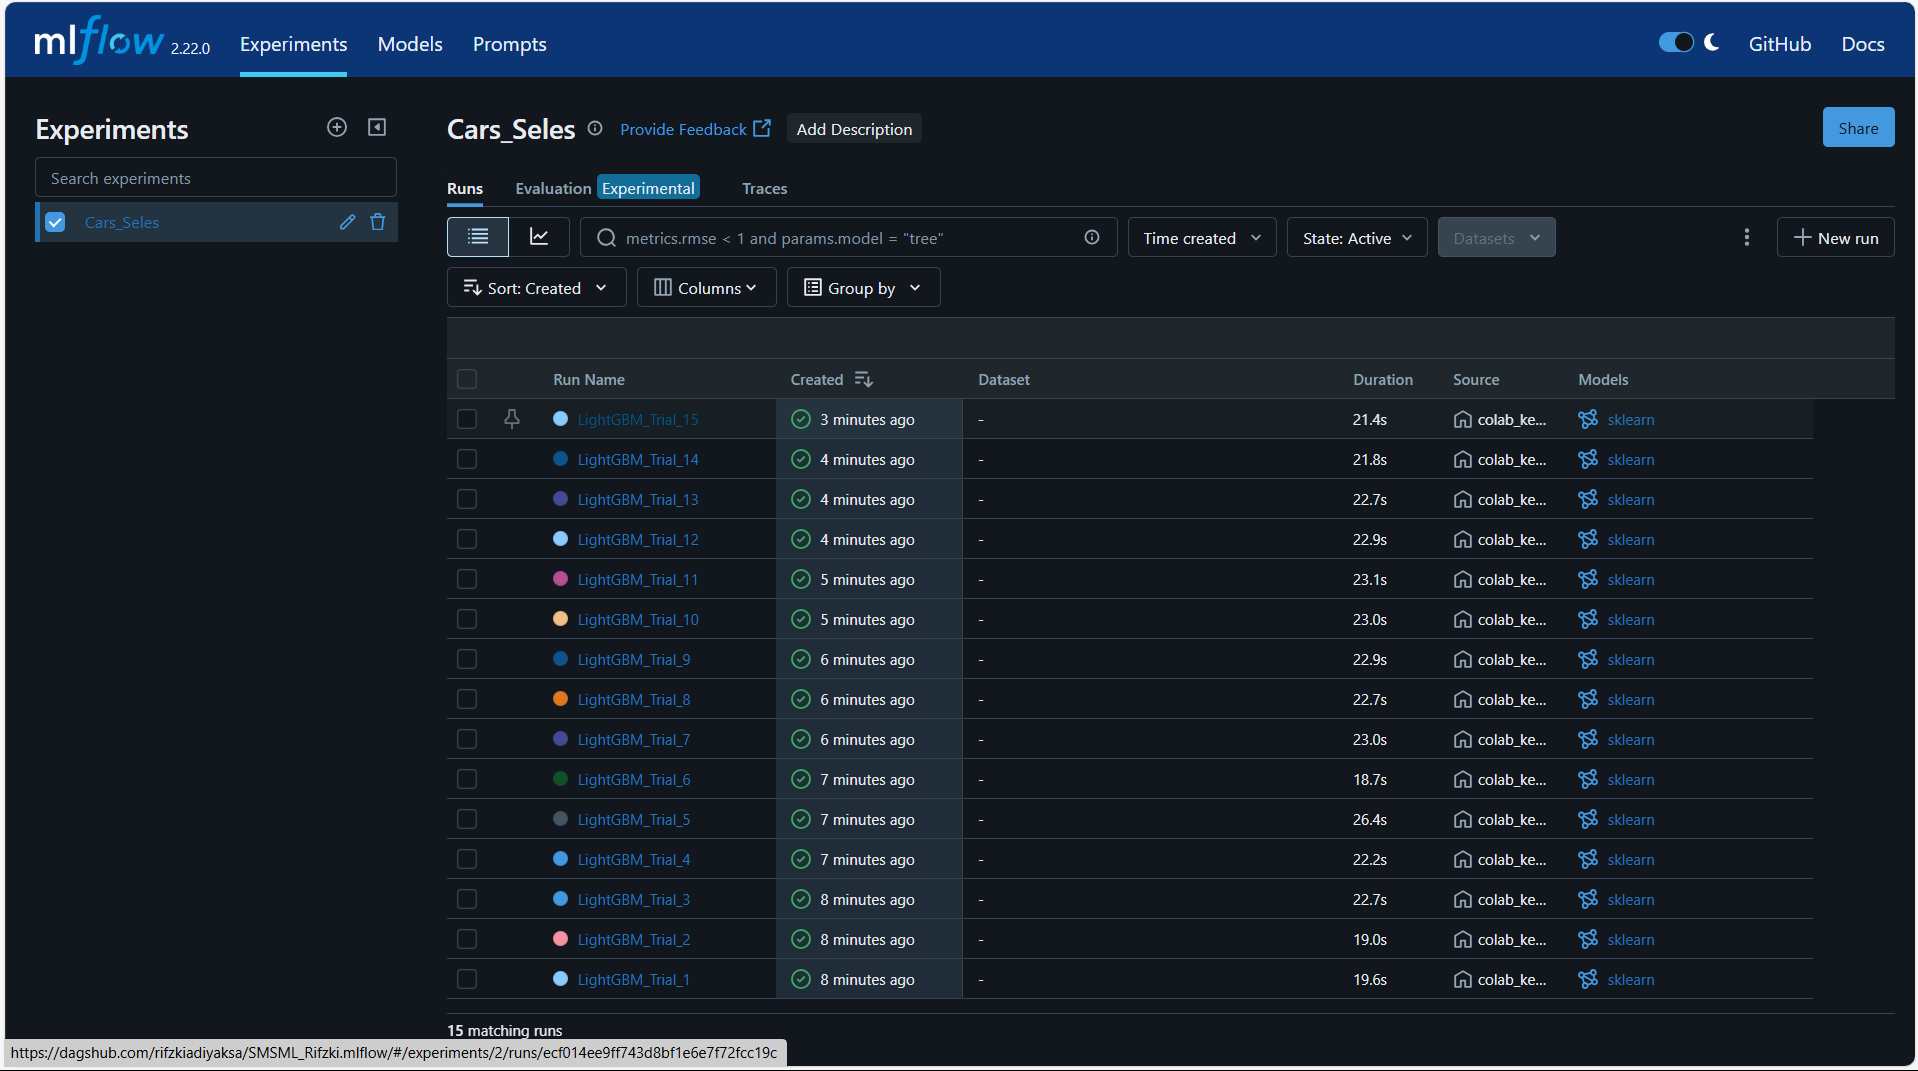 mlflow 2.22.0 Experiments Models Prompts GitHub Docs
Experiments
Search experiments
Cars_Seles
Cars_Seles Provide Feedback Add Description Share
Runs Evaluation Experimental Traces
metrics.rmse < 1 and params.model = "tree" Time created State: Active Datasets New run
Sort: Created Columns Group by
Run Name Created Dataset Duration Source Models
LightGBM_Trial_15 3 minutes ago - 21.4s colab_ke... sklearn
LightGBM_Trial_14 4 minutes ago - 21.8s colab_ke... sklearn
LightGBM_Trial_13 4 minutes ago - 22.7s colab_ke... sklearn
LightGBM_Trial_12 4 minutes ago - 22.9s colab_ke... sklearn
LightGBM_Trial_11 5 minutes ago - 23.1s colab_ke... sklearn
LightGBM_Trial_10 5 minutes ago - 23.0s colab_ke... sklearn
LightGBM_Trial_9 6 minutes ago - 22.9s colab_ke... sklearn
LightGBM_Trial_8 6 minutes ago - 22.7s colab_ke... sklearn
LightGBM_Trial_7 6 minutes ago - 23.0s colab_ke... sklearn
LightGBM_Trial_6 7 minutes ago - 18.7s colab_ke... sklearn
LightGBM_Trial_5 7 minutes ago - 26.4s colab_ke... sklearn
LightGBM_Trial_4 7 minutes ago - 22.2s colab_ke... sklearn
LightGBM_Trial_3 8 minutes ago - 22.7s colab_ke... sklearn
LightGBM_Trial_2 8 minutes ago - 19.0s colab_ke... sklearn
LightGBM_Trial_1 8 minutes ago - 19.6s colab_ke... sklearn
15 matching runs
https://dagshub.com/rifzkiadiyaksa/SMSML_Rifzki.mlflow/#/experiments/2/runs/ecf014ee9ff743d8bf1e6e7f72fcc19c